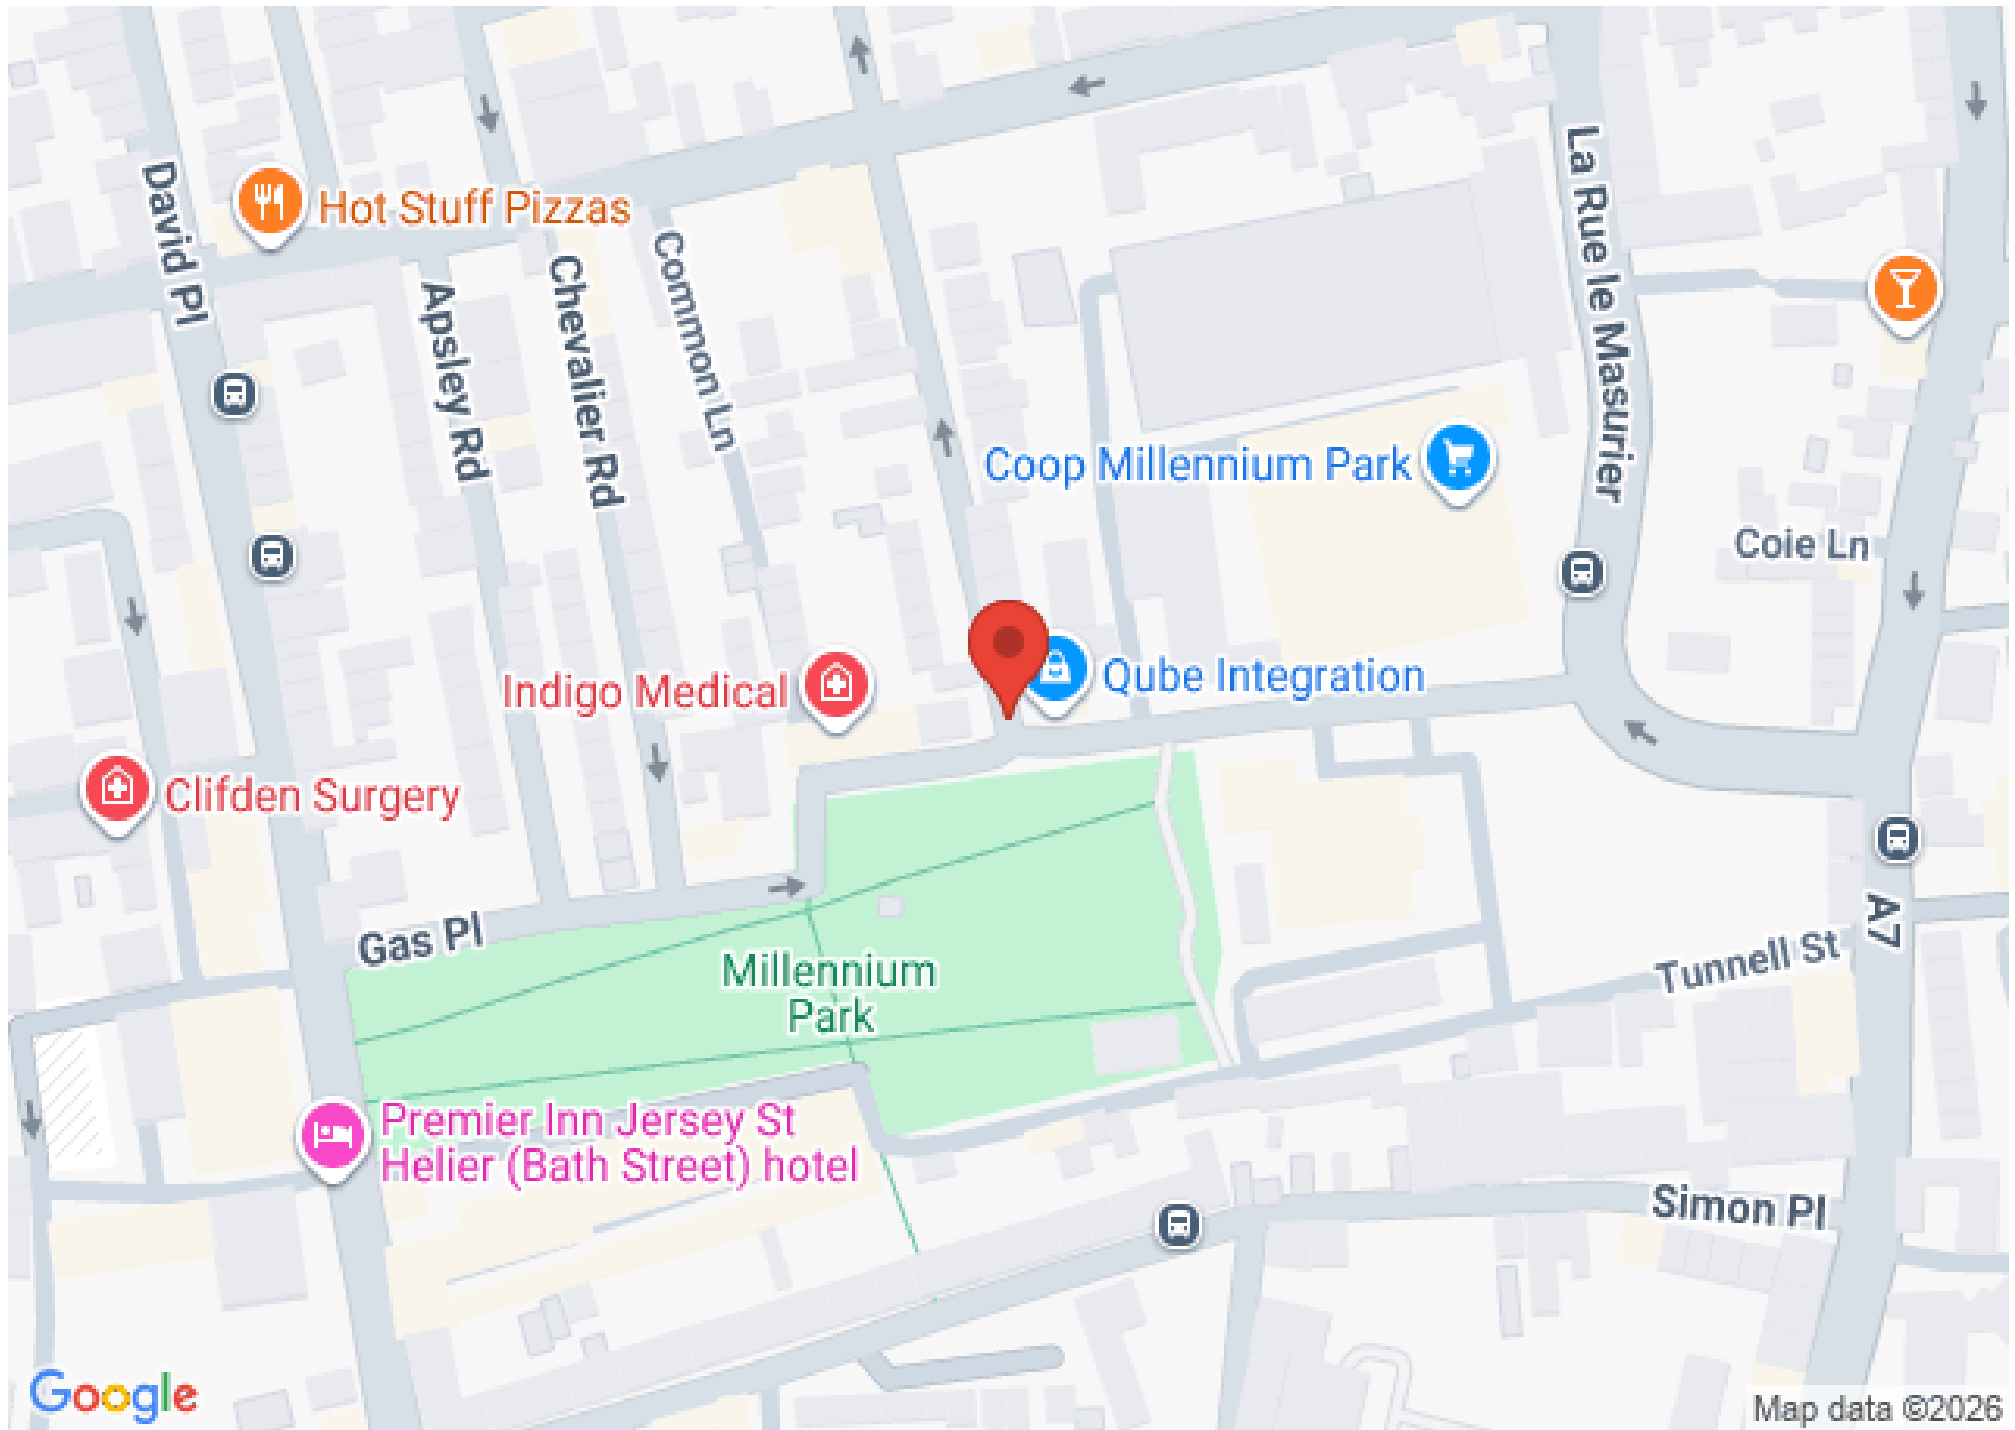 David Pl
Hot Stuff Pizzas
Apsley Rd
Chevalier Rd
Common Ln
La Rue le Masurier
Coop Millennium Park
Coie Ln
Indigo Medical
Qube Integration
Clifden Surgery
Gas Pl
Millennium
Park
A7
Tunnell St
Premier Inn Jersey St
Helier (Bath Street) hotel
Simon Pl
Google
Map data ©2026